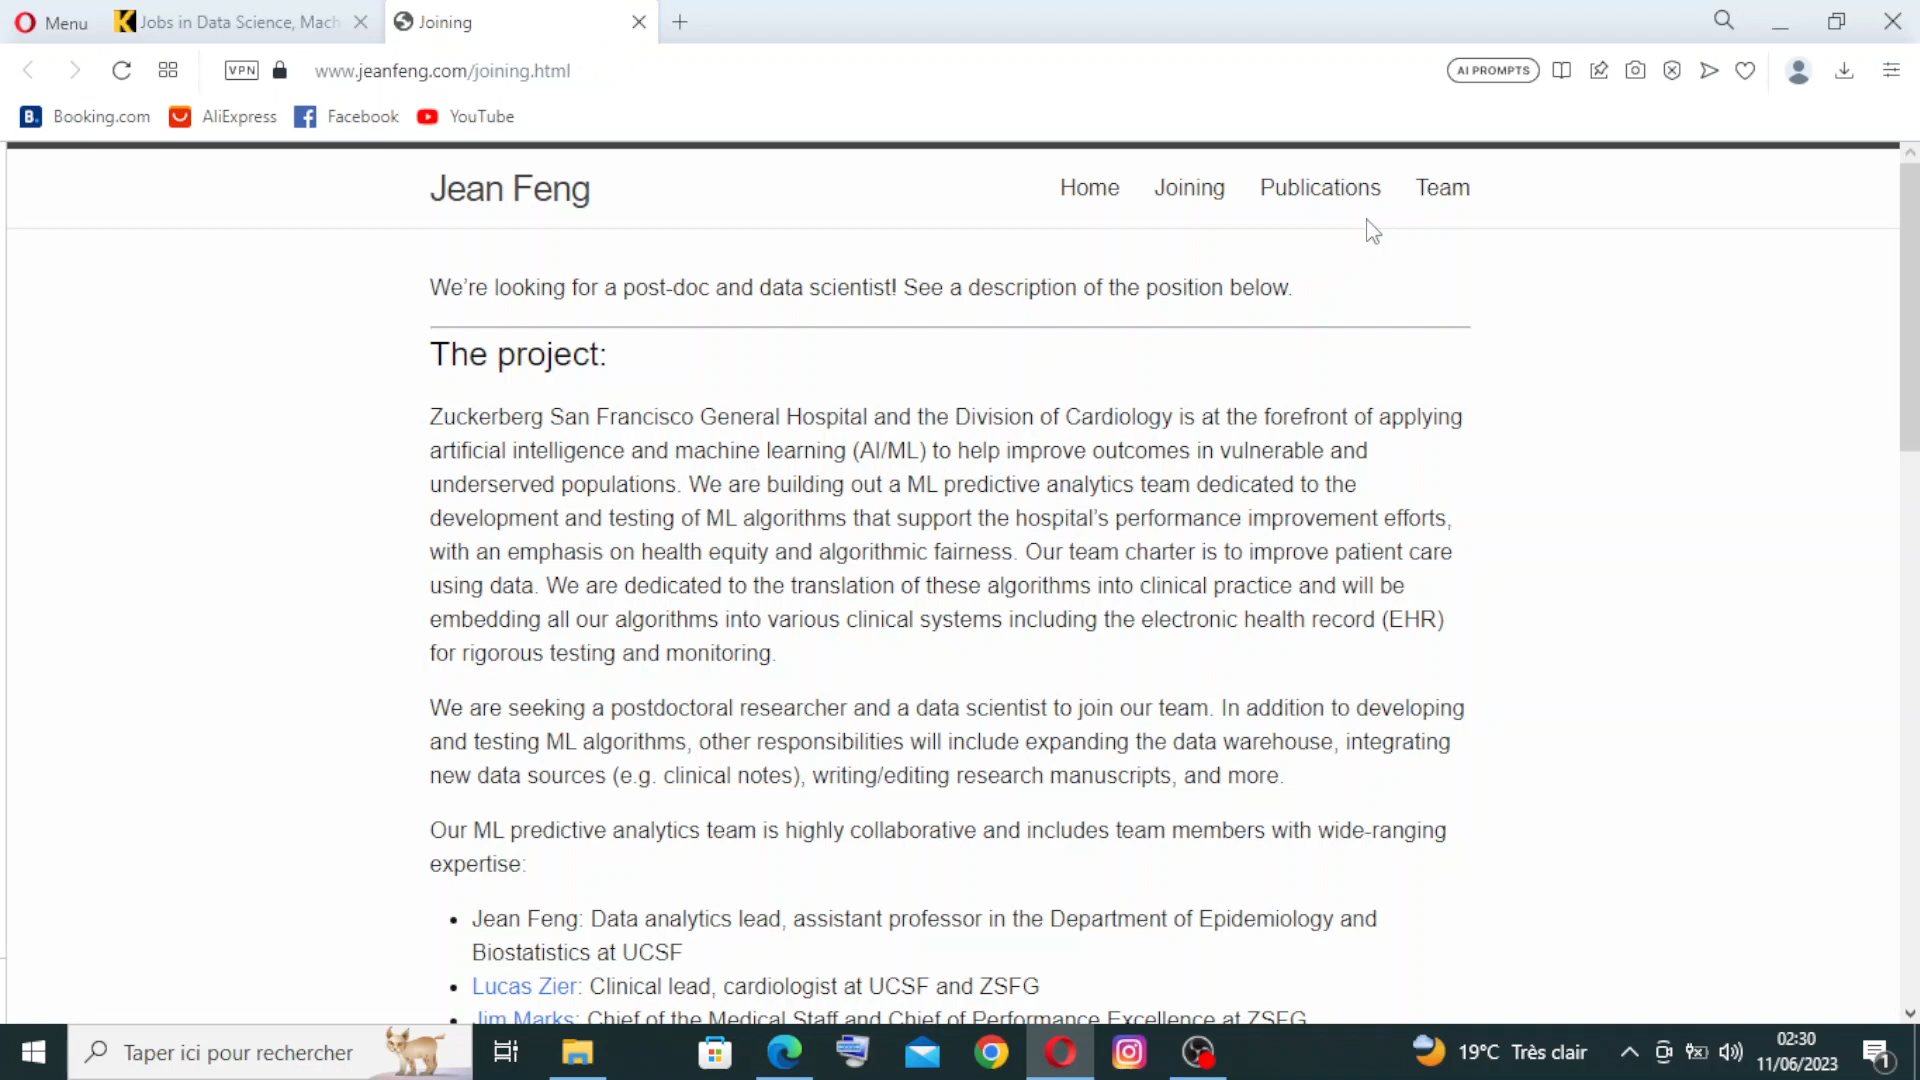 Menu
Jobs in Data Science, Mach
Joining
VPN
www.jeanfeng.com/joining.html
AI PROMPTS
B. Booking.com
AliExpress
Facebook
YouTube
Jean Feng
Home
Joining
Publications
Team
We’re looking for a post-doc and data scientist! See a description of the position below.
The project:
Zuckerberg San Francisco General Hospital and the Division of Cardiology is at the forefront of applying
artificial intelligence and machine learning (AI/ML) to help improve outcomes in vulnerable and
underserved populations. We are building out a ML predictive analytics team dedicated to the
development and testing of ML algorithms that support the hospital’s performance improvement efforts,
with an emphasis on health equity and algorithmic fairness. Our team charter is to improve patient care
using data. We are dedicated to the translation of these algorithms into clinical practice and will be
embedding all our algorithms into various clinical systems including the electronic health record (EHR)
for rigorous testing and monitoring.
We are seeking a postdoctoral researcher and a data scientist to join our team. In addition to developing
and testing ML algorithms, other responsibilities will include expanding the data warehouse, integrating
new data sources (e.g. clinical notes), writing/editing research manuscripts, and more.
Our ML predictive analytics team is highly collaborative and includes team members with wide-ranging
expertise:
• Jean Feng: Data analytics lead, assistant professor in the Department of Epidemiology and
Biostatistics at UCSF
• Lucas Zier: Clinical lead, cardiologist at UCSF and ZSFG
• Jim Marks: Chief of the Medical Staff and Chief of Performance Excellence at ZSFG
Taper ici pour rechercher
19°C Très clair
02:30
11/06/2023
1